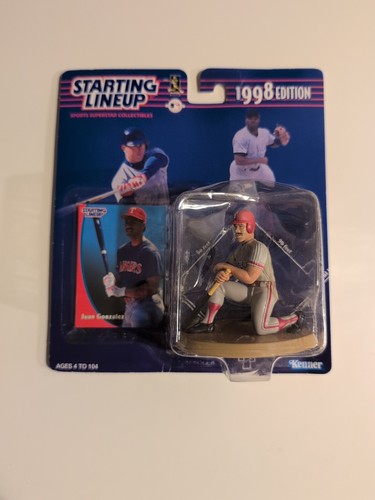 STARTING
LINEUP
SPORTS SUPERSTAR COLLECTIBLES
1998 EDITION
STARTING
LINEUP
Juan Gonzalez
AGES 4 TO 104
Kenner